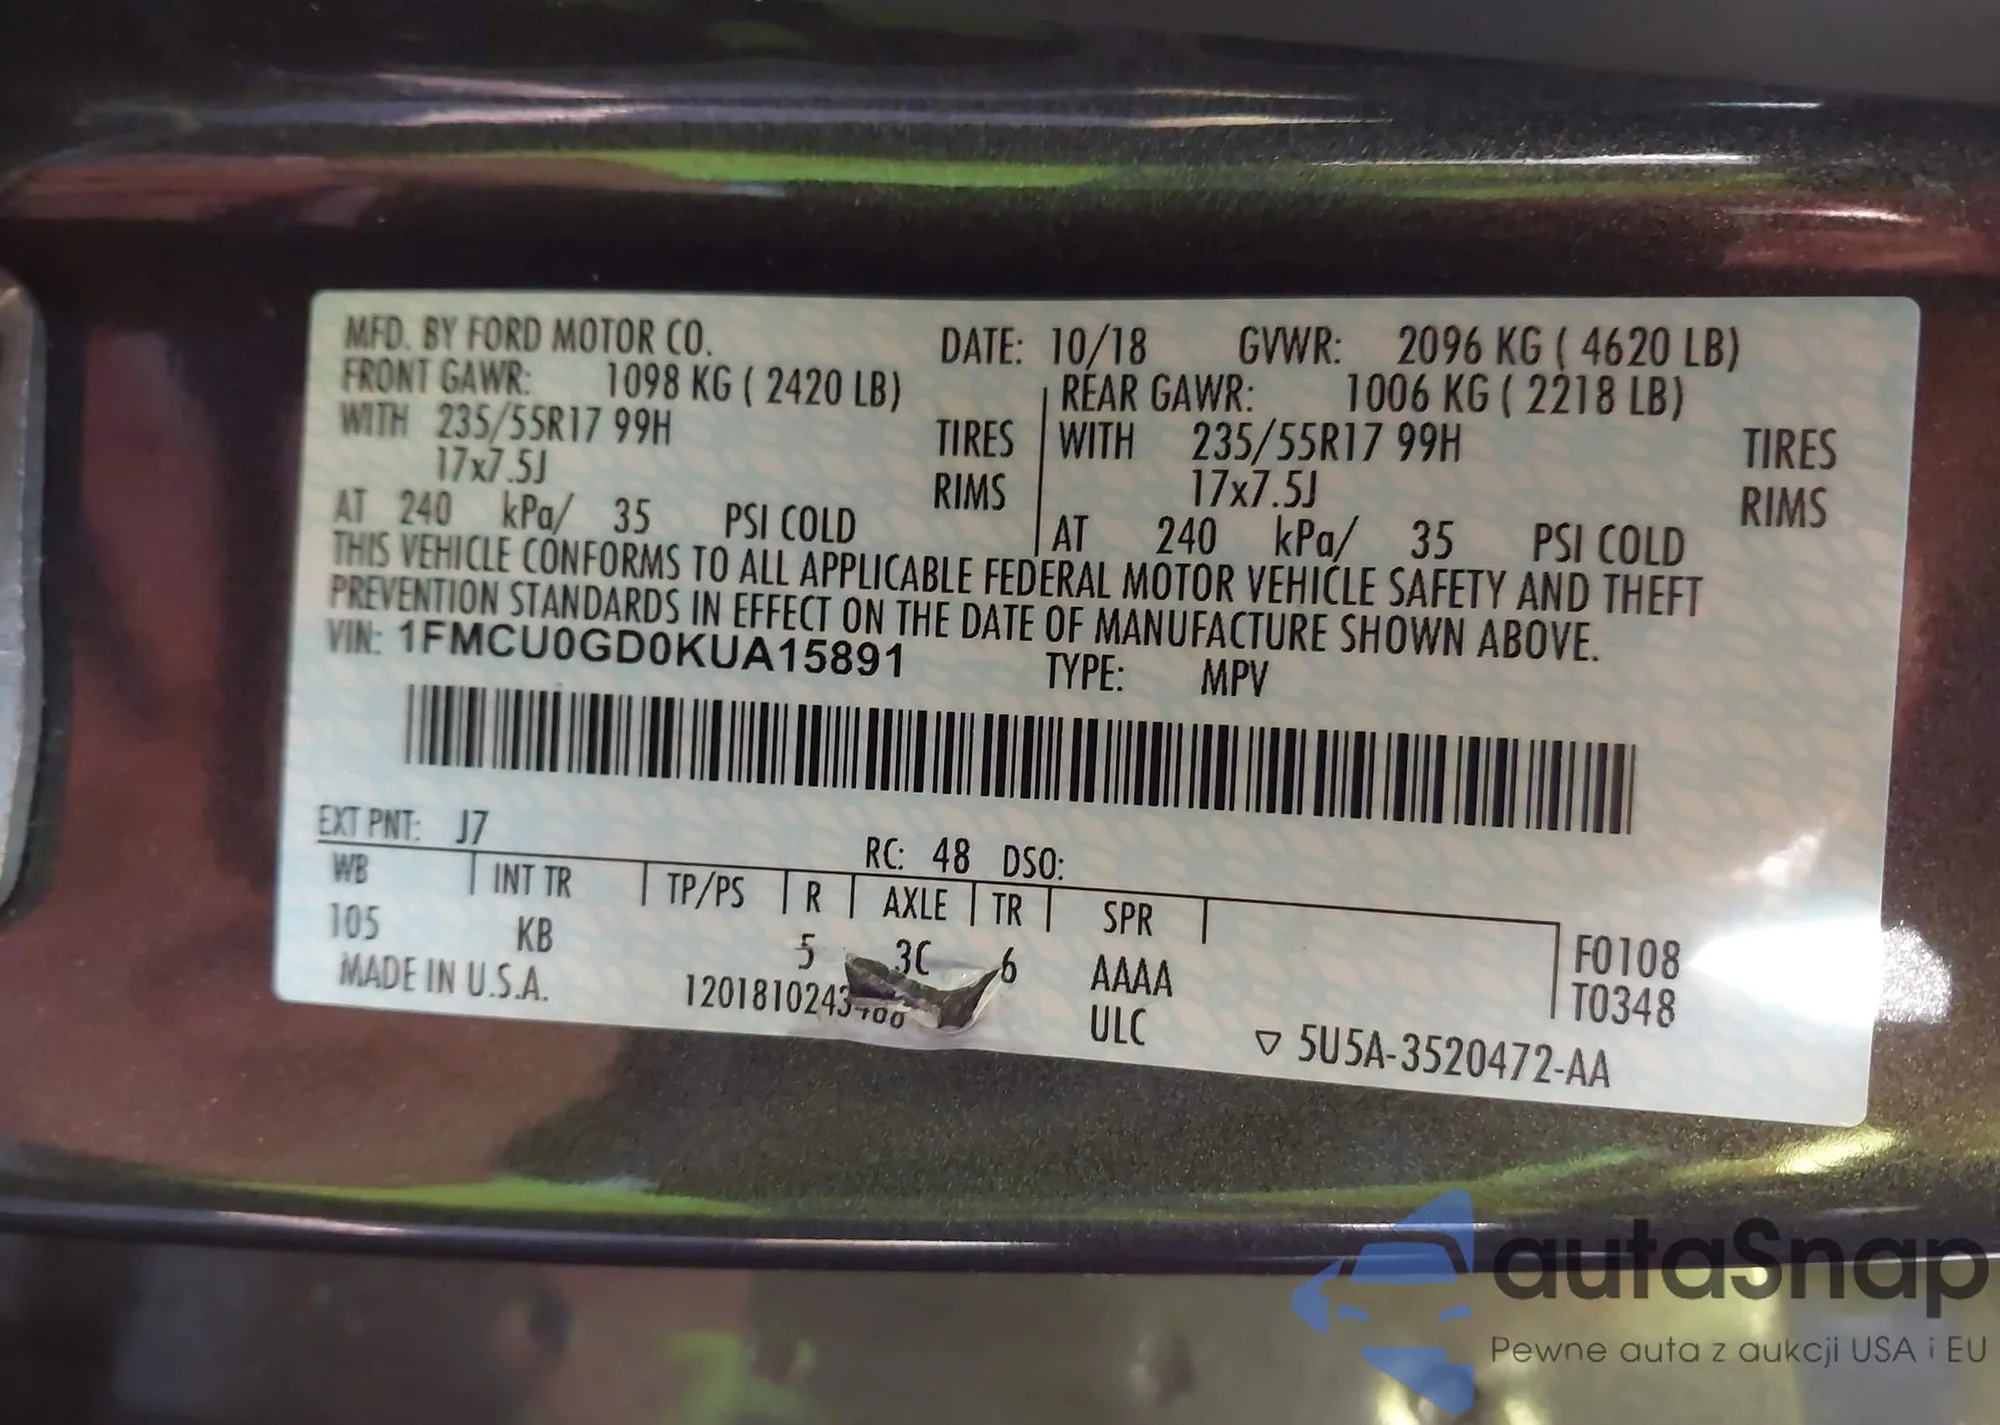 MFD. BY FORD MOTOR CO. DATE: 10/18 GVWR: 2096 KG ( 4620 LB)
FRONT GAWR: 1098 KG ( 2420 LB) REAR GAWR: 1006 KG ( 2218 LB)
WITH 235/55R17 99H TIRES WITH 235/55R17 99H TIRES
17x7.5J RIMS 17x7.5J RIMS
AT 240 kPa/ 35 PSI COLD AT 240 kPa/ 35 PSI COLD
THIS VEHICLE CONFORMS TO ALL APPLICABLE FEDERAL MOTOR VEHICLE SAFETY AND THEFT
PREVENTION STANDARDS IN EFFECT ON THE DATE OF MANUFACTURE SHOWN ABOVE.
VIN: 1FMCU0GD0KUA15891 TYPE: MPV
EXT PNT: J7 RC: 48 DSO:
WB INT TR TP/PS R AXLE TR SPR
105 KB 5 3C 6 AAAA F0108
T0348
MADE IN U.S.A. ULC ▽ 5U5A-3520472-AA
autaSnap
Pewne auta z aukcji USA i EU